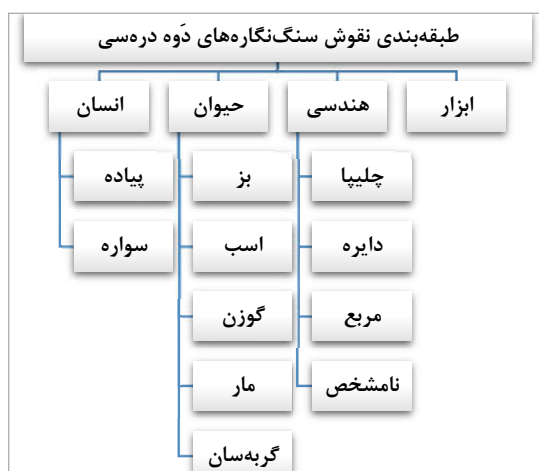 طبقه‌بندی نقوش سنگ‌نگاره‌های دَوه دره‌سی
ابزار
هندسی
حیوان
انسان
چلیپا
بز
پیاده
دایره
اسب
سواره
مربع
گوزن
نامشخص
مار
گربه‌سان